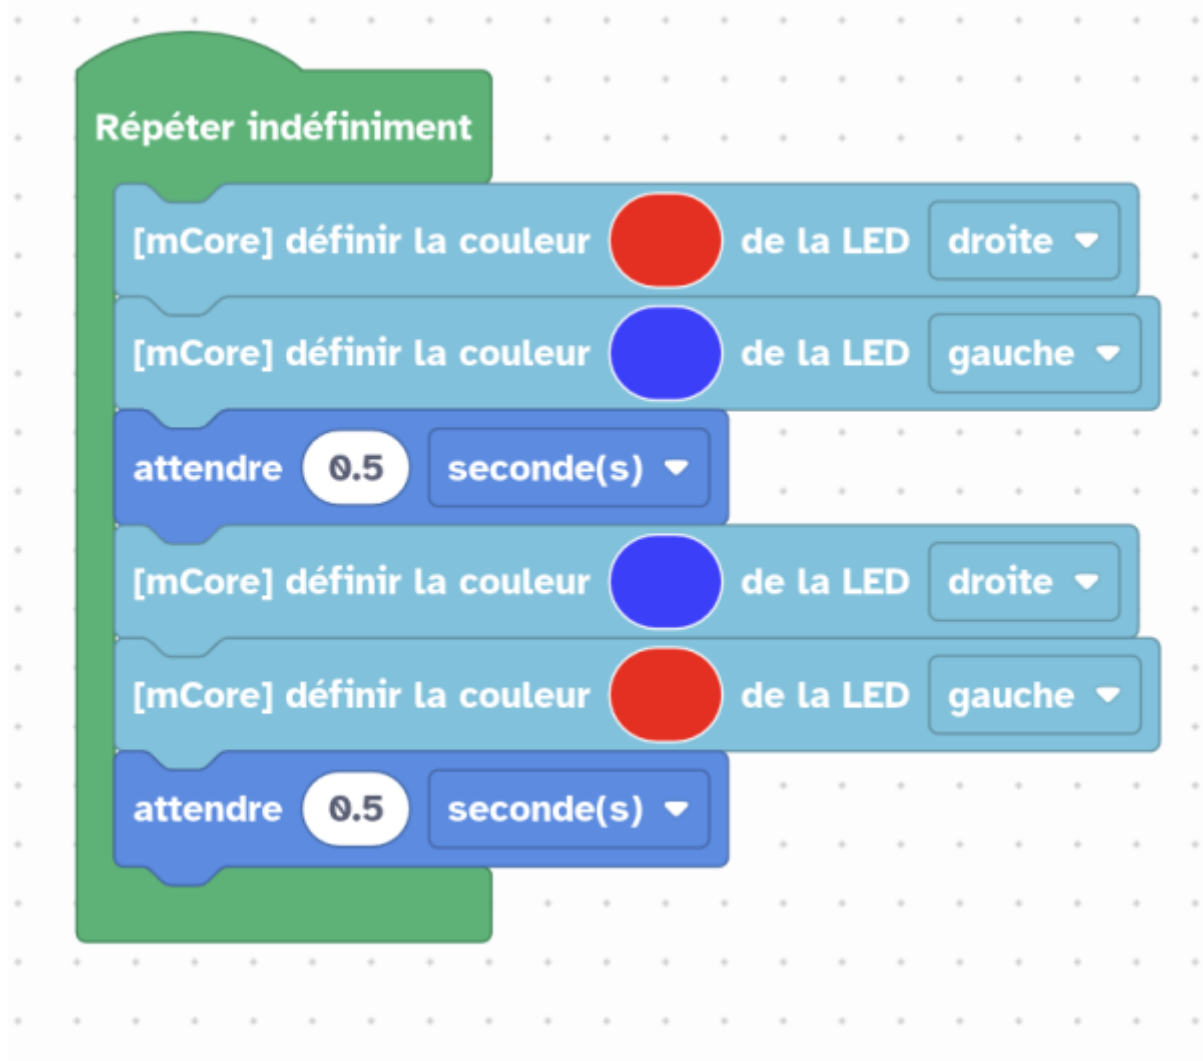 Répéter indéfiniment
[mCore] définir la couleur de la LED droite
[mCore] définir la couleur de la LED gauche
attendre 0.5 seconde(s)
[mCore] définir la couleur de la LED droite
[mCore] définir la couleur de la LED gauche
attendre 0.5 seconde(s)